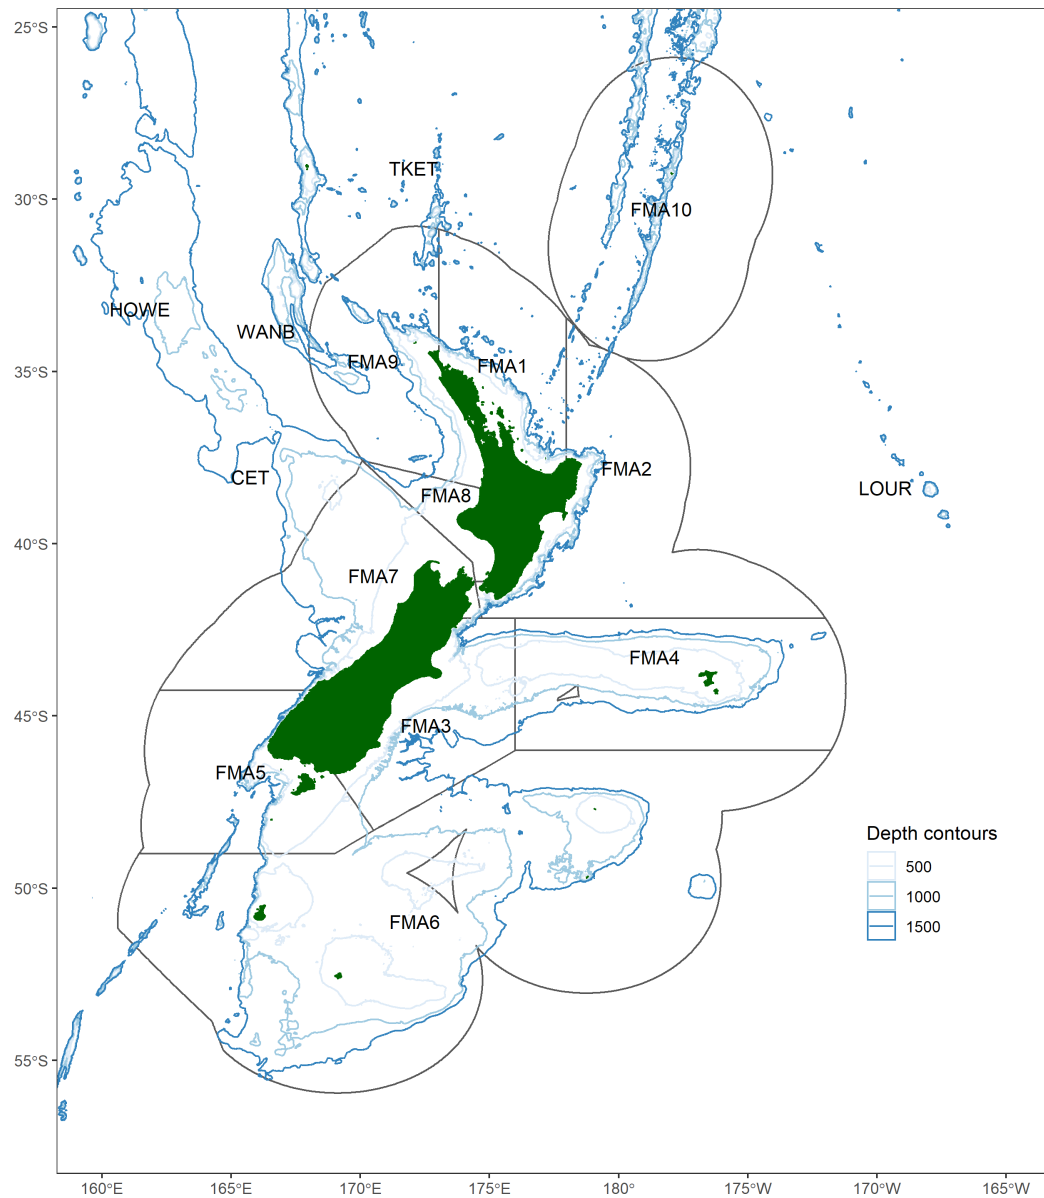 25°S
TKET
30°S
FMA10
HOWE
WANB
35°S
FMA9
FMA1
FMA2
CET
FMA8
LOUR
40°S
FMA7
FMA4
45°S
FMA3
FMA5
Depth contours
500
50°S
1000
FMA6
1500
55°S
160°E
165°E
170°E
175°E
180°
175°W
170°W
165°W